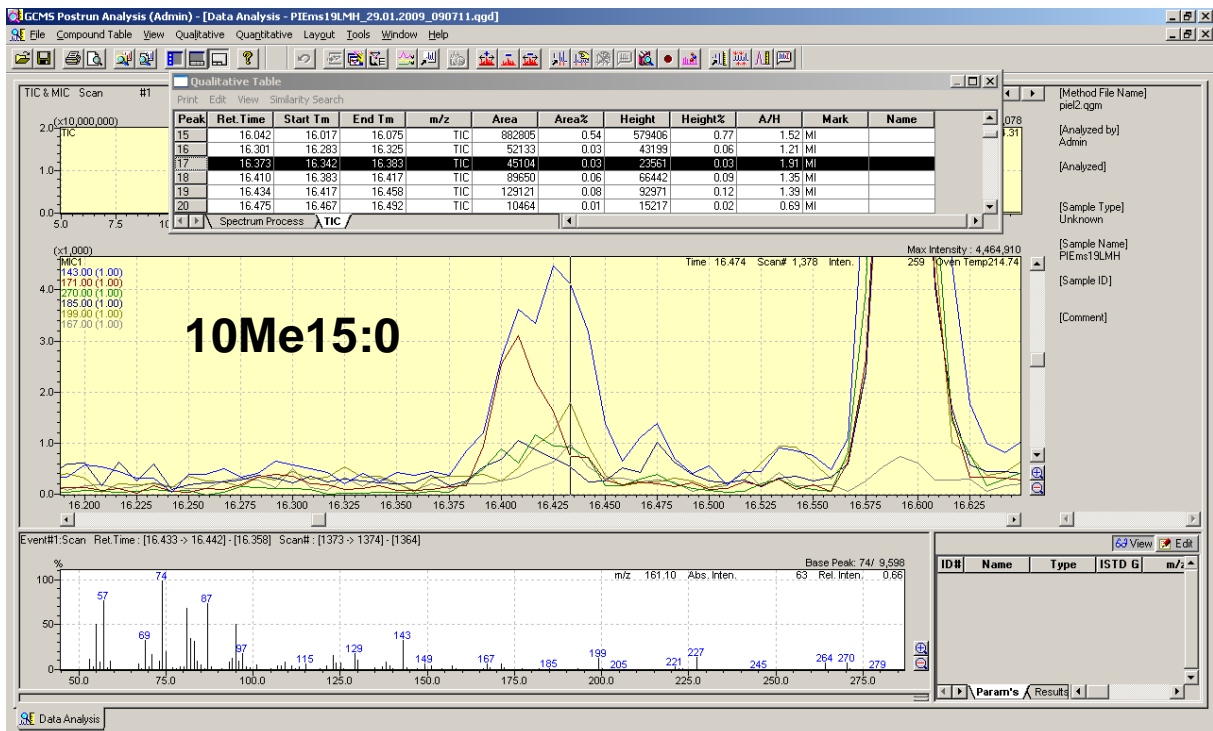 GCMS Postrun Analysis (Admin) - [Data Analysis - PIEms19LMH_29.01.2009_090711.qgd]
File Compound Table View Qualitative Quantitative Layout Tools Window Help
Qualitative Table
Print Edit View Similarity Search
Peak Ret.Time Start Tm End Tm m/z Area Area% Height Height% A/H Mark Name
15 16.042 16.017 16.075 TIC 882805 0.54 579406 0.77 1.52 MI
16 16.301 16.283 16.325 TIC 52133 0.03 43199 0.06 1.21 MI
17 16.373 16.342 16.383 TIC 45104 0.03 23561 0.03 1.91 MI
18 16.410 16.383 16.417 TIC 89650 0.06 66442 0.09 1.35 MI
19 16.434 16.417 16.458 TIC 129121 0.08 92971 0.12 1.39 MI
20 16.475 16.467 16.492 TIC 10464 0.01 15217 0.02 0.69 MI
Spectrum Process TIC
TIC & MIC Scan #1
(x10,000,000)
TIC
2.0
1.0
0.0
5.0 7.5
[Method File Name]
piel2.qgm
[Analyzed by]
Admin
[Analyzed]
[Sample Type]
Unknown
[Sample Name]
PIEms19LMH
[Sample ID]
[Comment]
(x1,000)
Max Intensity : 4,464,910
MIC1
Time 16.474 Scan# 1,378 Inten. 259 Oven Temp 214.74
143.00 (1.00)
171.00 (1.00)
270.00 (1.00)
185.00 (1.00)
199.00 (1.00)
167.00 (1.00)
10Me15:0
4.0
3.0
2.0
1.0
0.0
16.200 16.225 16.250 16.275 16.300 16.325 16.350 16.375 16.400 16.425 16.450 16.475 16.500 16.525 16.550 16.575 16.600 16.625
Event#1:Scan Ret.Time : [16.433 -> 16.442] - [16.358] Scan# : [1373 -> 1374] - [1364]
%
Base Peak: 74/ 9,598
m/z 161.10 Abs. Inten. 63 Rel. Inten. 0.66
100
50
0
57 69 74 87 97 115 129 143 149 167 185 199 205 221 227 245 264 270 279
50.0 75.0 100.0 125.0 150.0 175.0 200.0 225.0 250.0 275.0
View Edit
ID# Name Type ISTD G m/z
Param's Results
Data Analysis